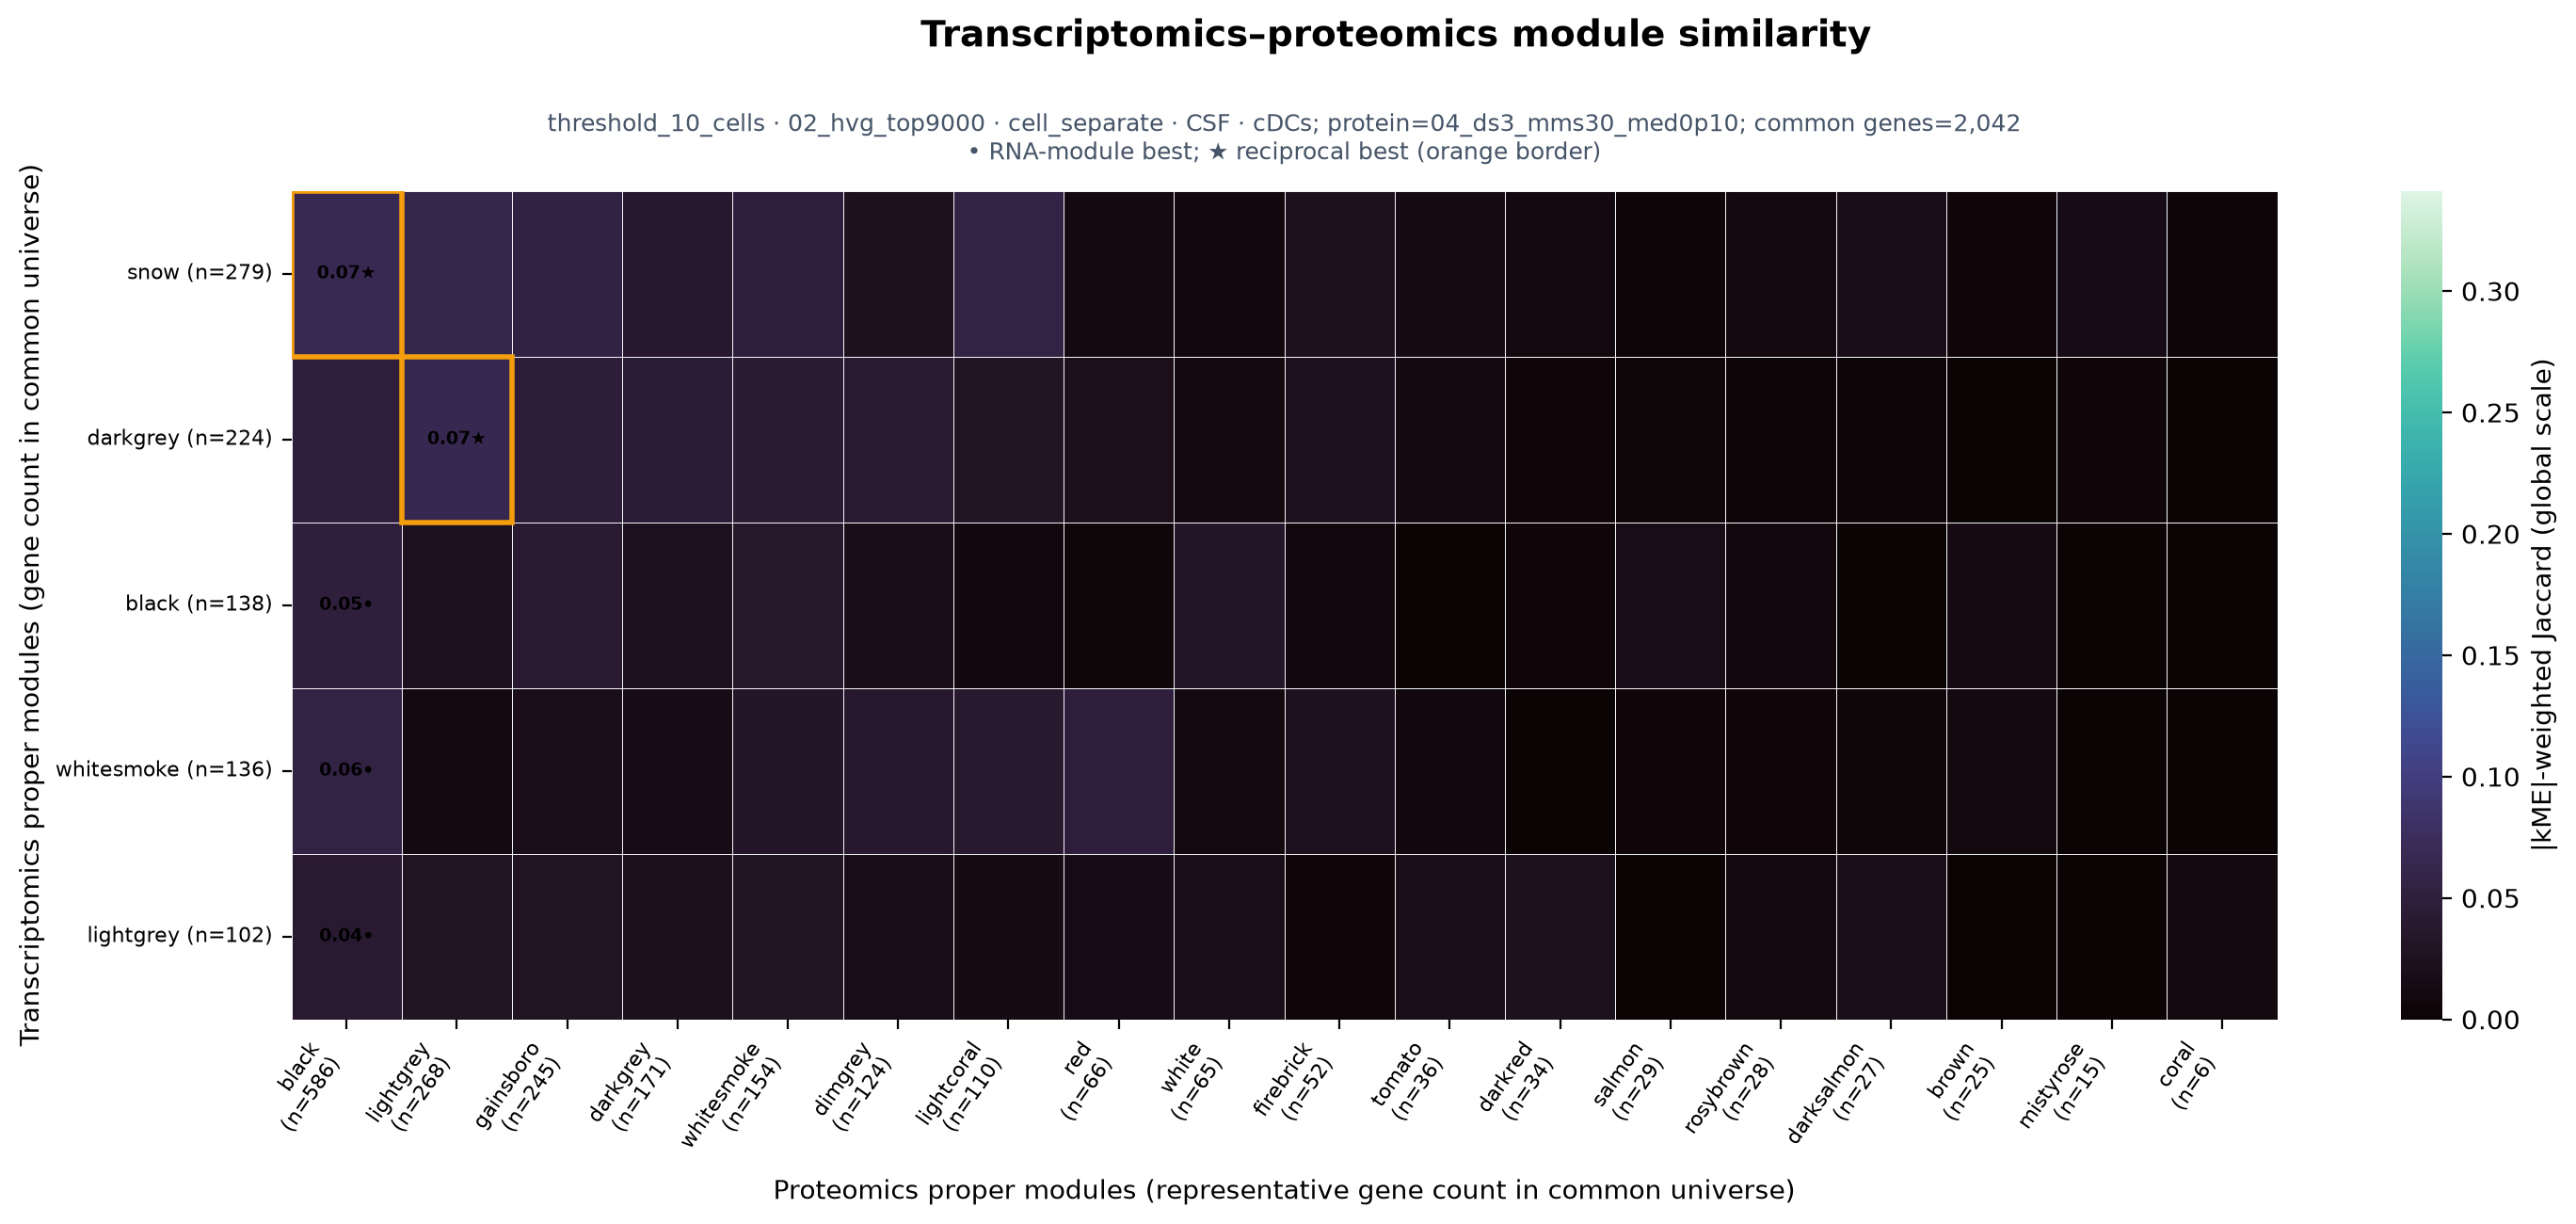 Transcriptomics–proteomics module similarity
threshold_10_cells · 02_hvg_top9000 · cell_separate · CSF · cDCs; protein=04_ds3_mms30_med0p10; common genes=2,042
• RNA-module best; ★ reciprocal best (orange border)
Transcriptomics proper modules (gene count in common universe)
snow (n=279)
darkgrey (n=224)
black (n=138)
whitesmoke (n=136)
lightgrey (n=102)
0.07★
0.07★
0.05•
0.06•
0.04•
black
(n=586)
lightgrey
(n=268)
gainsboro
(n=245)
darkgrey
(n=171)
whitesmoke
(n=154)
dimgrey
(n=124)
lightcoral
(n=110)
red
(n=66)
white
(n=65)
firebrick
(n=52)
tomato
(n=36)
darkred
(n=34)
salmon
(n=29)
rosybrown
(n=28)
darksalmon
(n=27)
brown
(n=25)
mistyrose
(n=15)
coral
(n=6)
Proteomics proper modules (representative gene count in common universe)
0.30
0.25
0.20
0.15
0.10
0.05
0.00
|kME|-weighted Jaccard (global scale)